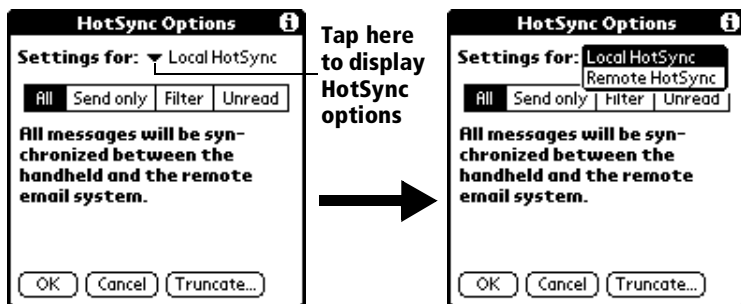 HotSync Options
Settings for: Local HotSync
All Send only Filter Unread
All messages will be syn-
chronized between the
handheld and the remote
email system.
OK Cancel Truncate...
Tap here
to display
HotSync
options
HotSync Options
Settings for: Local HotSync
Remote HotSync
All Send only Filter Unread
All messages will be syn-
chronized between the
handheld and the remote
email system.
OK Cancel Truncate...